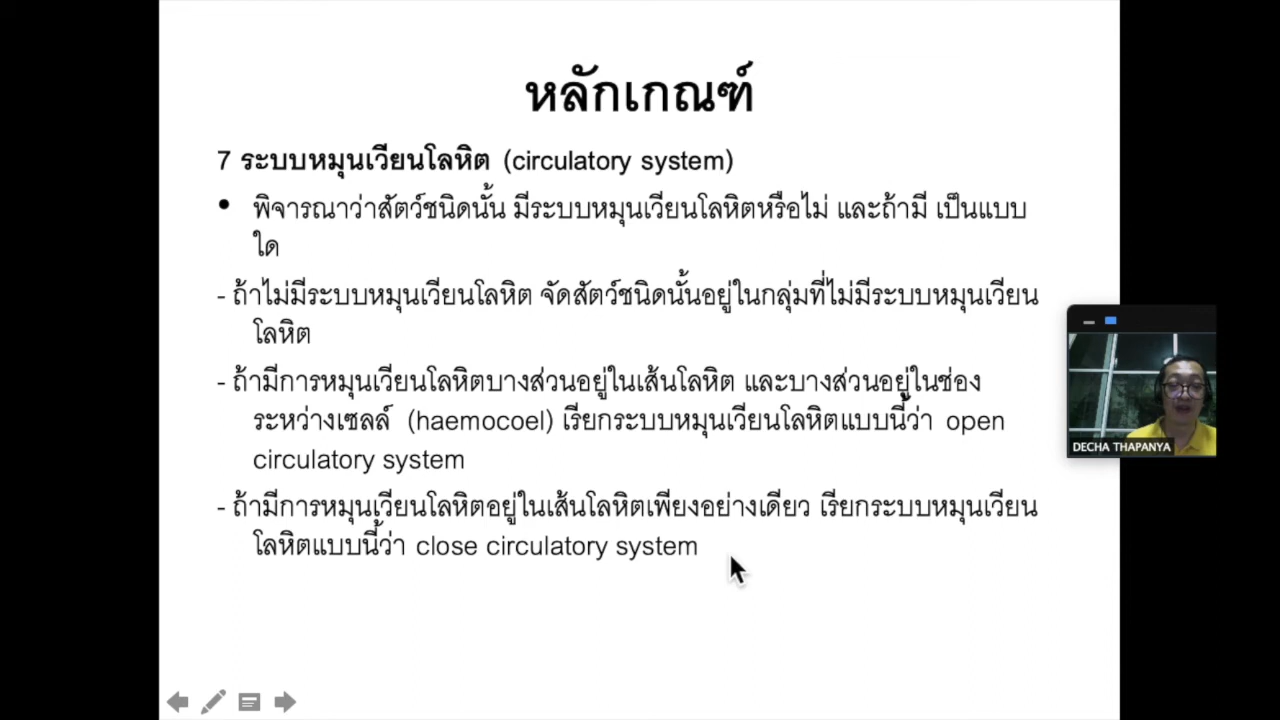 หลักเกณฑ์
7 ระบบหมุนเวียนโลหิต (circulatory system)
• พิจารณาว่าสัตว์ชนิดนั้น มีระบบหมุนเวียนโลหิตหรือไม่ และถ้ามี เป็นแบบ
ใด
- ถ้าไม่มีระบบหมุนเวียนโลหิต จัดสัตว์ชนิดนั้นอยู่ในกลุ่มที่ไม่มีระบบหมุนเวียน
โลหิต
- ถ้ามีการหมุนเวียนโลหิตบางส่วนอยู่ในเส้นโลหิต และบางส่วนอยู่ในช่อง
ระหว่างเซลล์ (haemocoel) เรียกระบบหมุนเวียนโลหิตแบบนี้ว่า open
circulatory system
- ถ้ามีการหมุนเวียนโลหิตอยู่ในเส้นโลหิตเพียงอย่างเดียว เรียกระบบหมุนเวียน
โลหิตแบบนี้ว่า close circulatory system
DECHA THAPANYA